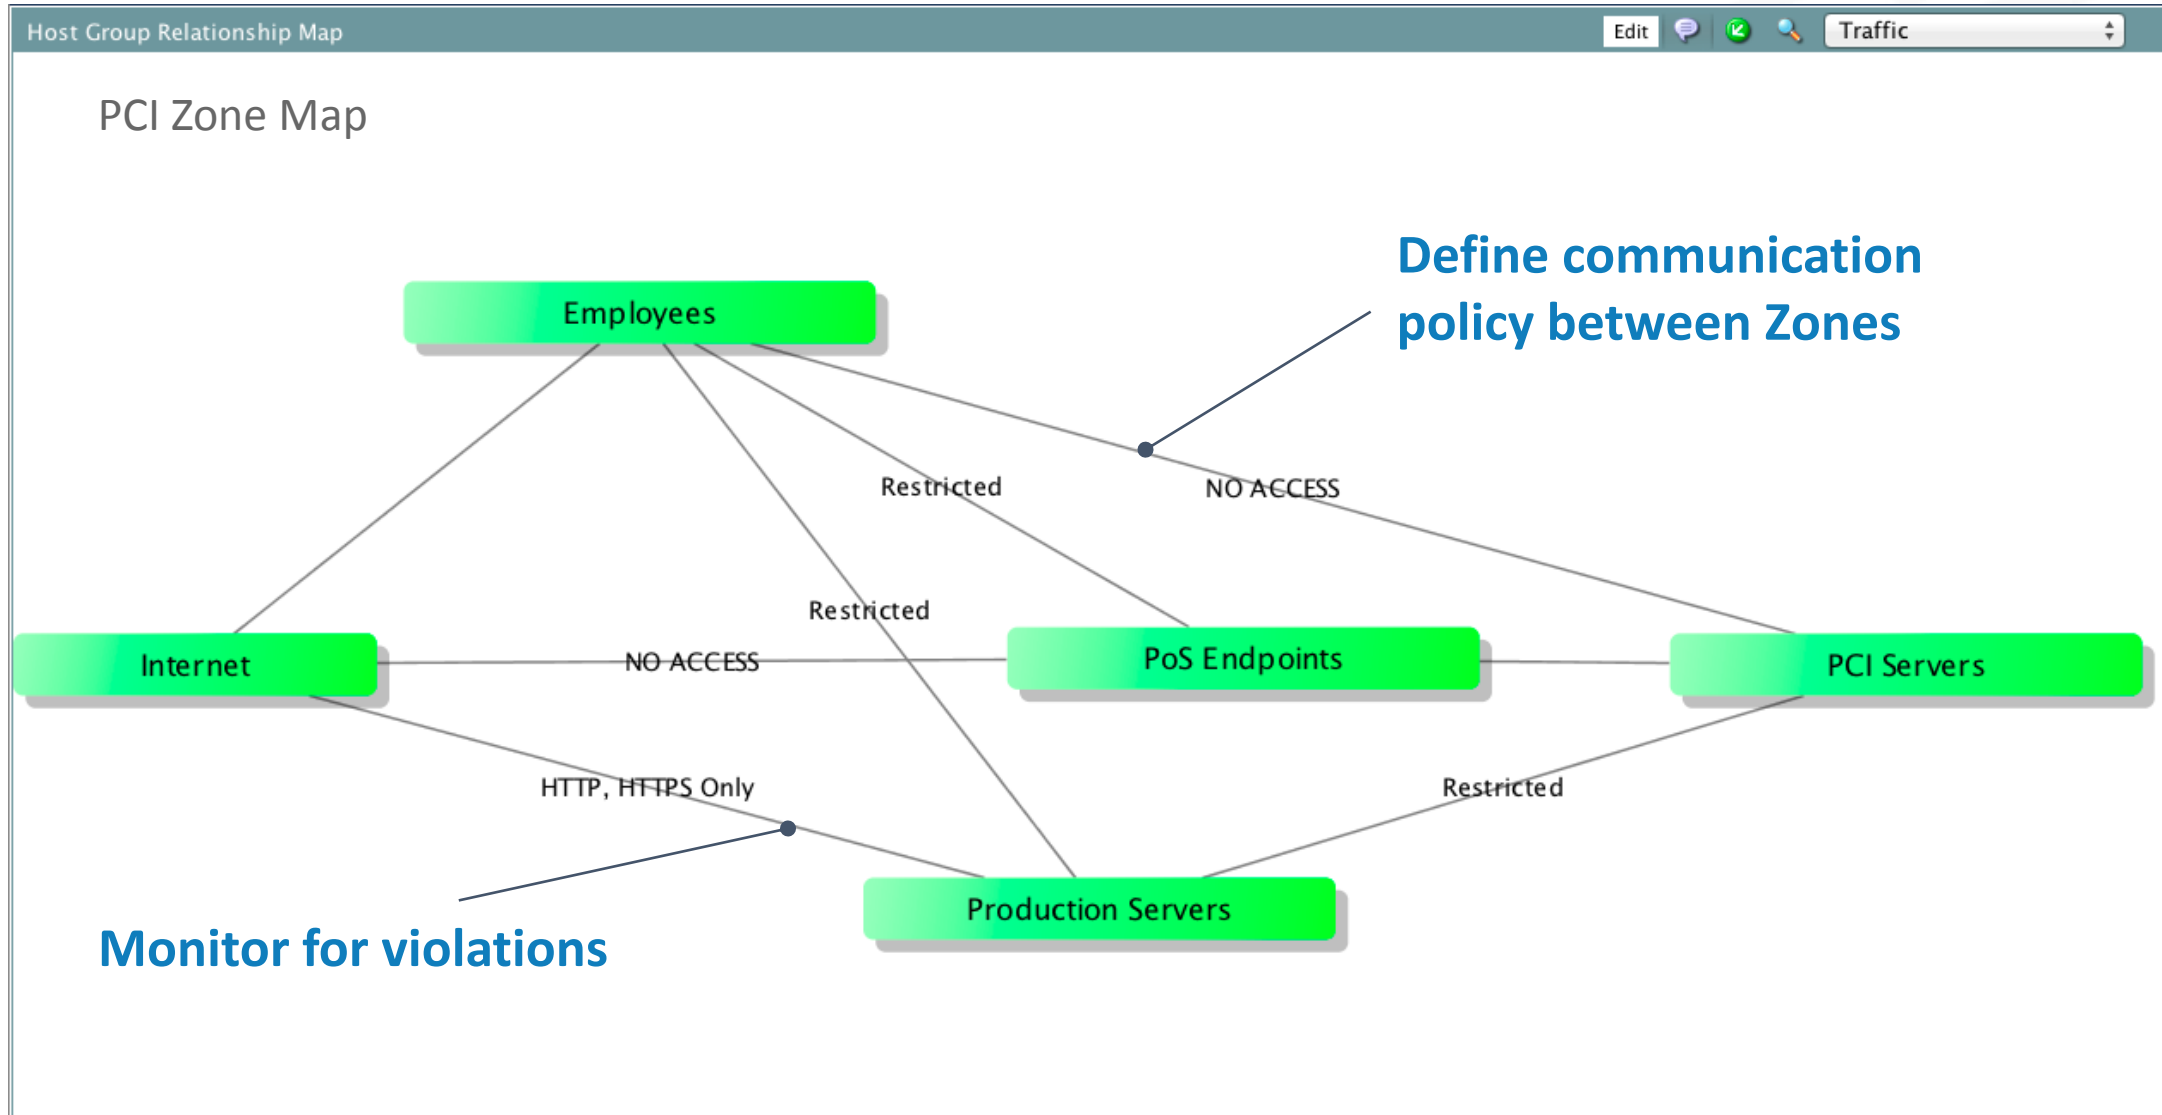 Host Group Relationship Map
Edit
Traffic
PCI Zone Map
Define communication
policy between Zones
Employees
Restricted
NO ACCESS
Restricted
Internet
NO ACCESS
PoS Endpoints
PCI Servers
HTTP, HTTPS Only
Restricted
Production Servers
Monitor for violations